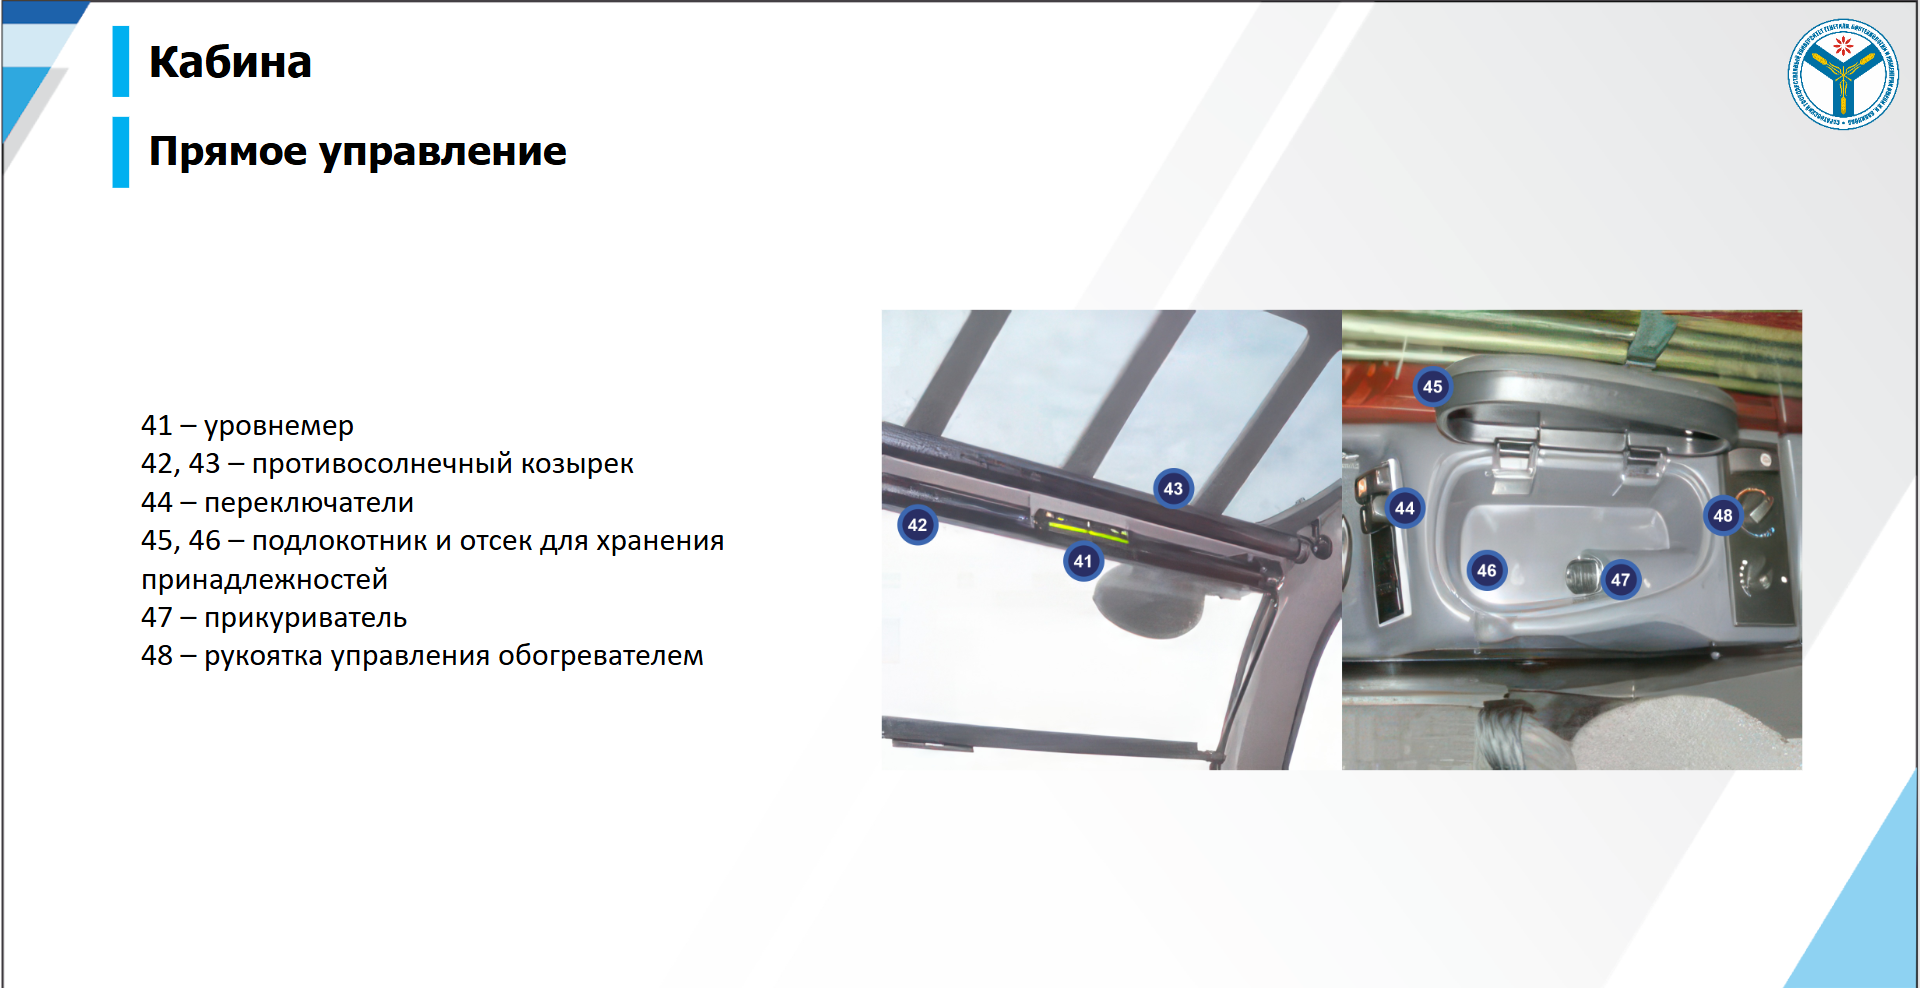 Кабина
Прямое управление
41 – уровнемер
42, 43 – противосолнечный козырек
44 – переключатели
45, 46 – подлокотник и отсек для хранения
принадлежностей
47 – прикуриватель
48 – рукоятка управления обогревателем
43
42
41
45
44
48
46
47